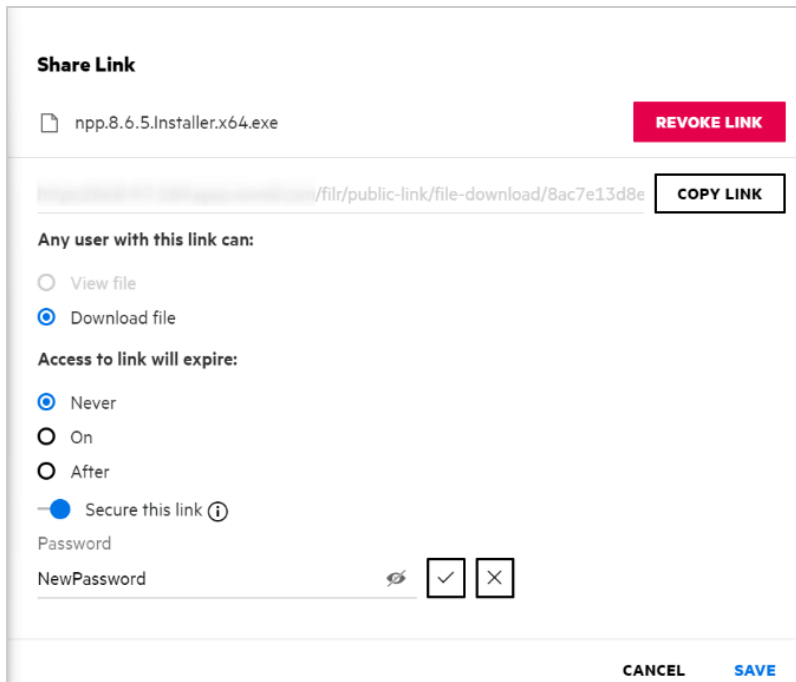 Share Link
npp.8.6.5.Installer.x64.exe
REVOKE LINK
/filr/public-link/file-download/8ac7e13d8e
COPY LINK
Any user with this link can:
View file
Download file
Access to link will expire:
Never
On
After
Secure this link
Password
NewPassword
CANCEL SAVE